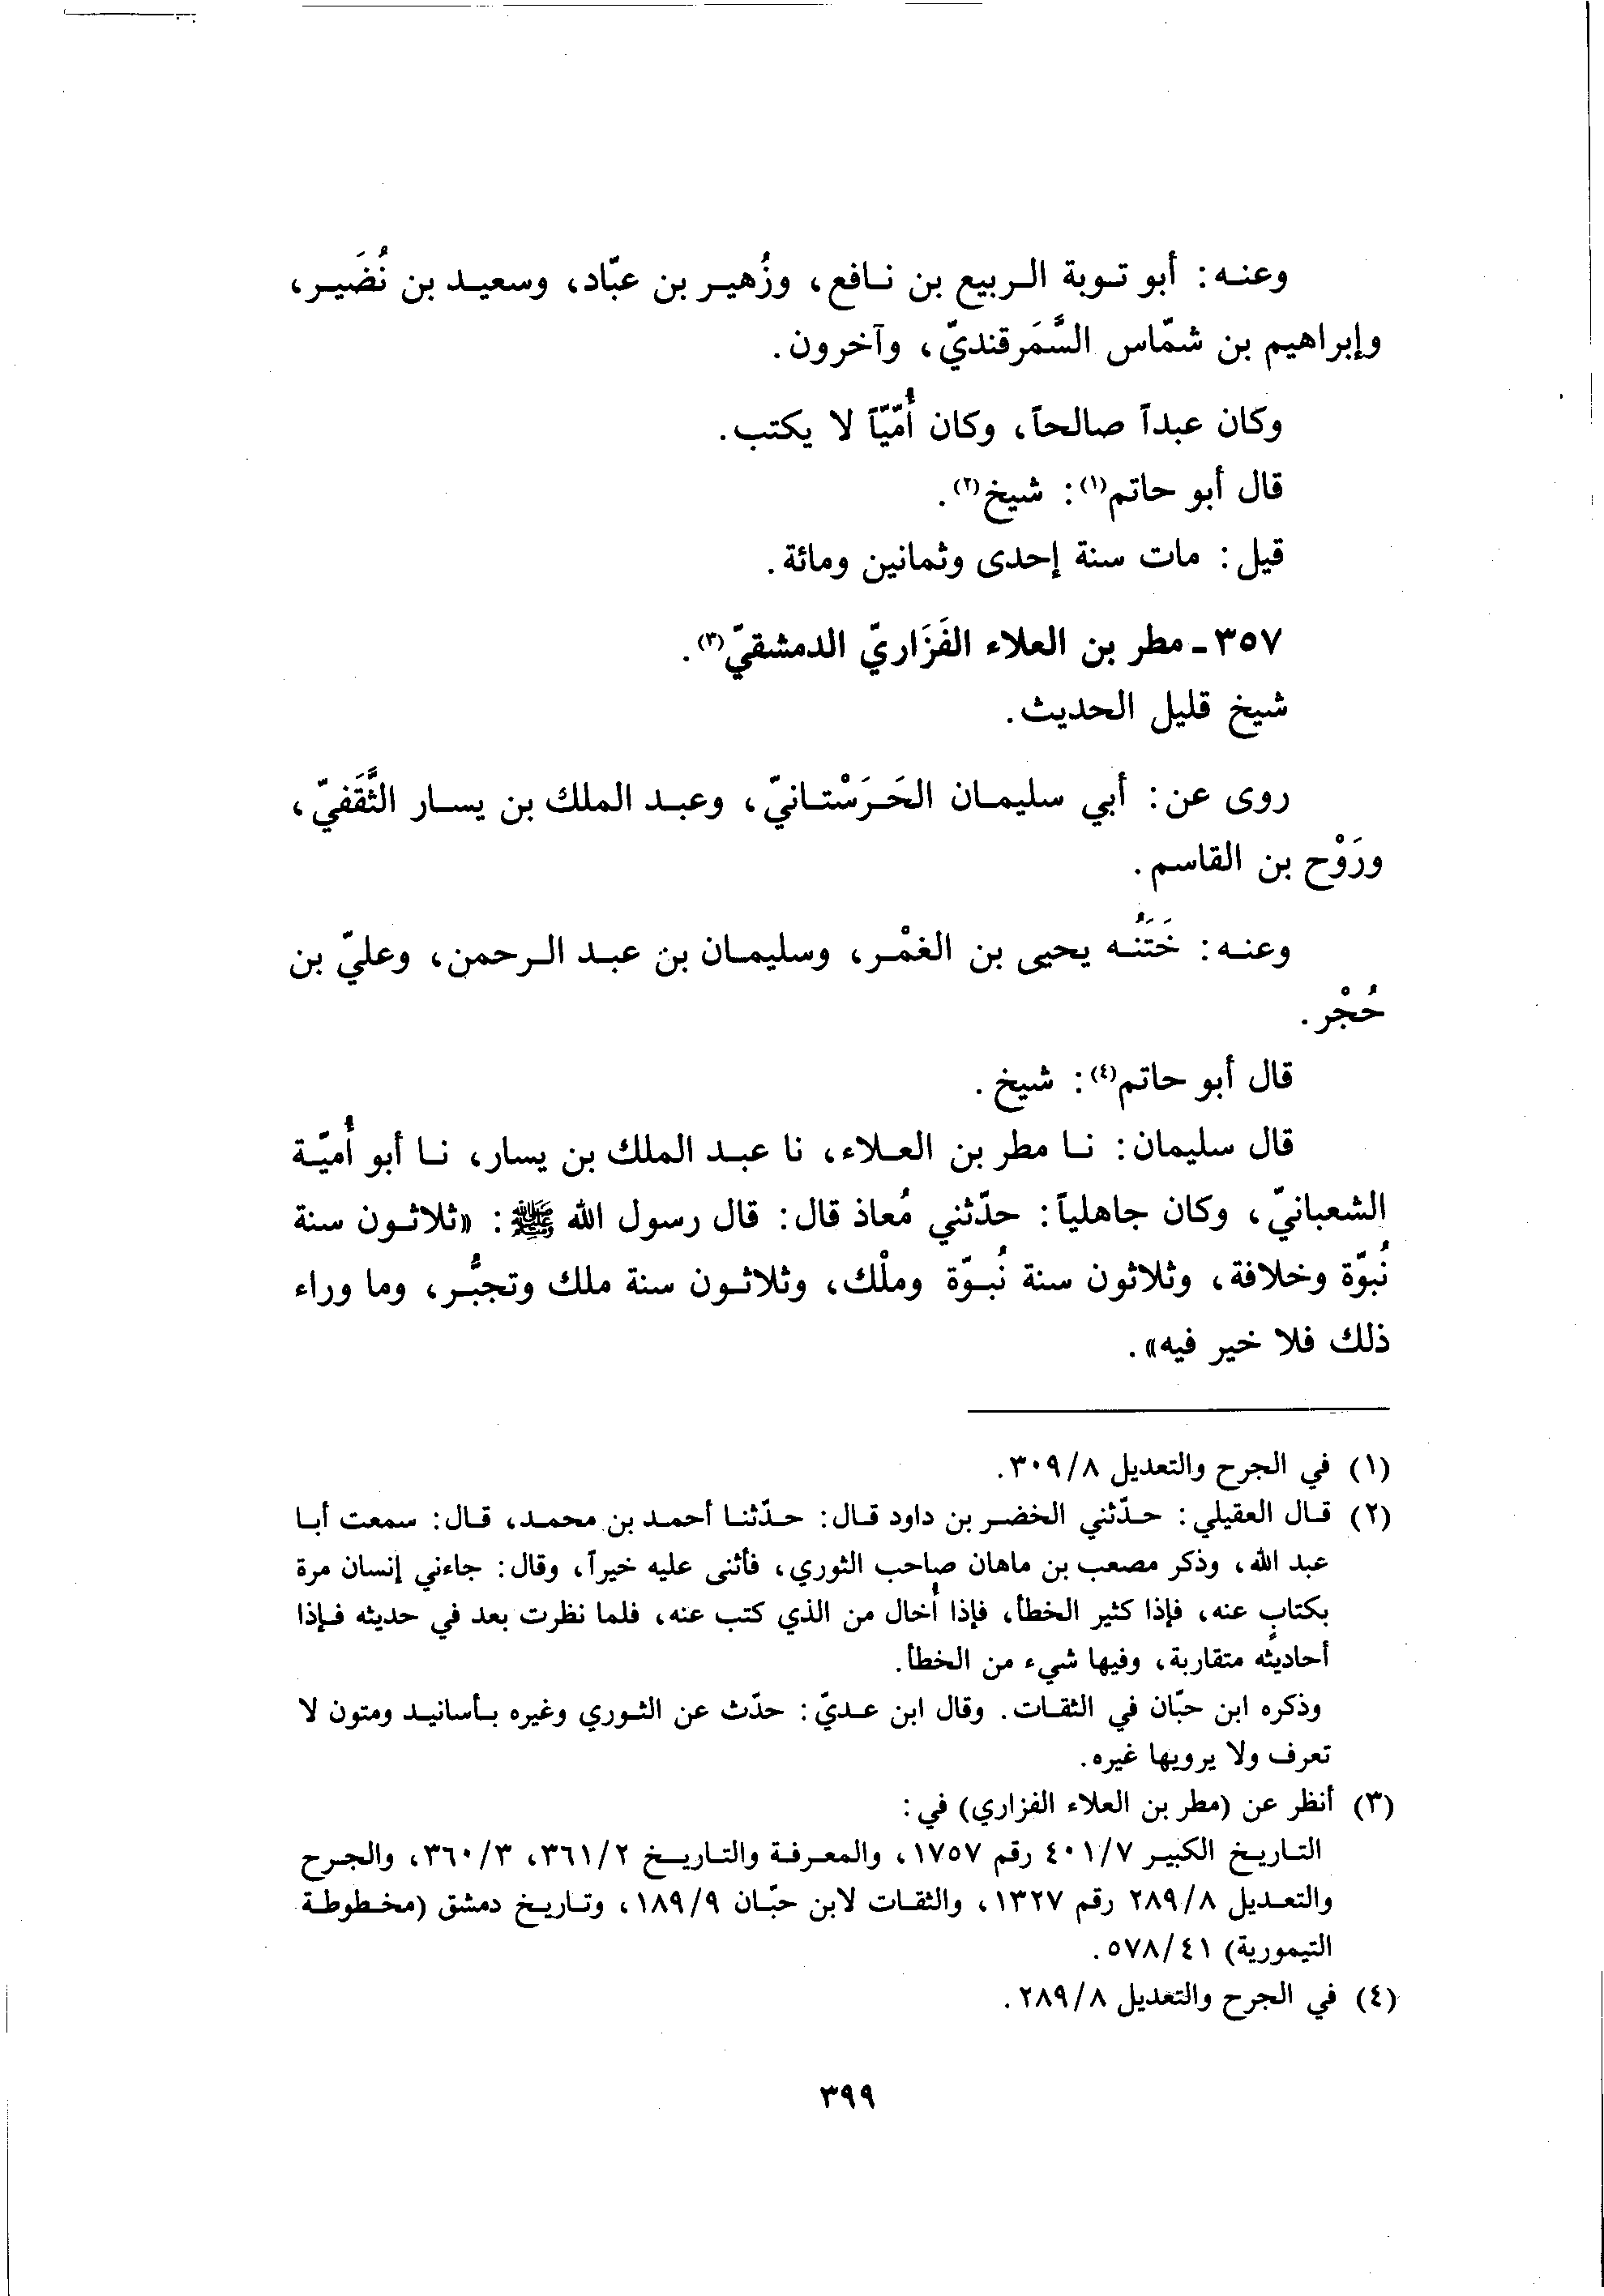 وعنه: أبو توبة الربيع بن نافع، وزُهير بن عبّاد، وسعيد بن نُضَير،
وإبراهيم بن شمّاس السَّمَرقنديّ، وآخرون.
وكان عبداً صالحاً، وكان أُمّيّاً لا يكتب.
قال أبو حاتم(١): شيخ(٢).
قيل: مات سنة إحدى وثمانين ومائة.
٣٥٧ - مطر بن العلاء الفَزَاريّ الدمشقيّ(٣).
شيخ قليل الحديث.
روى عن: أبي سليمان الحَرَسْتانيّ، وعبد الملك بن يسار الثَّقَفيّ،
ورَوْح بن القاسم.
وعنه: خَتَنُه يحيى بن الغمْر، وسليمان بن عبد الرحمن، وعليّ بن
حُجْر.
قال أبو حاتم(٤): شيخ.
قال سليمان: نا مطر بن العلاء، نا عبد الملك بن يسار، نا أبو أُميّة
الشعبانيّ، وكان جاهلياً: حدّثني مُعاذ قال: قال رسول الله ﷺ: «ثلاثون سنة
نُبوّة وخلافة، وثلاثون سنة نُبوّة وملْك، وثلاثون سنة ملك وتجبُّر، وما وراء
ذلك فلا خير فيه».
(١) في الجرح والتعديل ٣٠٩/٨.
(٢) قال العقيلي: حدّثني الخضر بن داود قال: حدّثنا أحمد بن محمد، قال: سمعت أبا
عبد الله، وذكر مصعب بن ماهان صاحب الثوري، فأثنى عليه خيراً، وقال: جاءني إنسان مرة
بكتابٍ عنه، فإذا كثير الخطأ، فإذا أُخال من الذي كتب عنه، فلما نظرت بعد في حديثه فإذا
أحاديثه متقاربة، وفيها شيء من الخطأ.
وذكره ابن حبّان في الثقات. وقال ابن عديّ: حدّث عن الثوري وغيره بأسانيد ومتون لا
تعرف ولا يرويها غيره.
(٣) أنظر عن (مطر بن العلاء الفزاري) في:
التاريخ الكبير ٤٠١/٧ رقم ١٧٥٧، والمعرفة والتاريخ ٣٦١/٢، ٣٦٠/٣، والجرح
والتعديل ٢٨٩/٨ رقم ١٣٢٧، والثقات لابن حبّان ١٨٩/٩، وتاريخ دمشق (مخطوطة
التيمورية) ٥٧٨/٤١.
(٤) في الجرح والتعديل ٢٨٩/٨.
٣٩٩